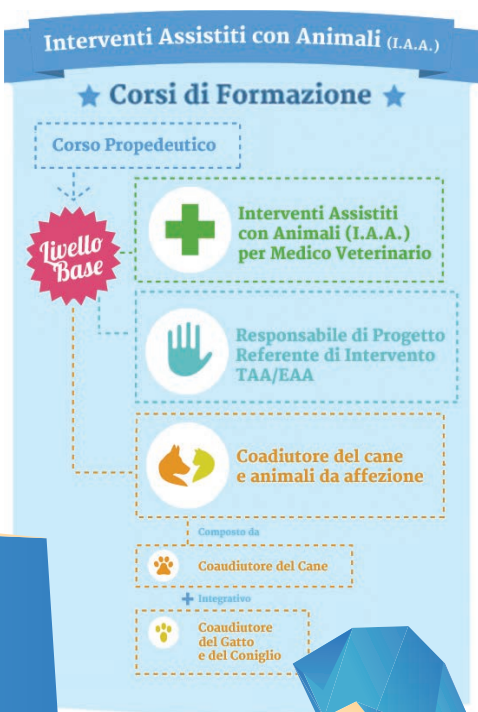 Interventi Assistiti con Animali (I.A.A.)
Corsi di Formazione
Corso Propedeutico
Livello
Base
Interventi Assistiti
con Animali (I.A.A.)
per Medico Veterinario
Responsabile di Progetto
Referente di Intervento
TAA/EAA
Coadiutore del cane
e animali da affezione
Composto da
Coaudiutore del Cane
+ Integrativo
Coaudiutore
del Gatto
e del Coniglio